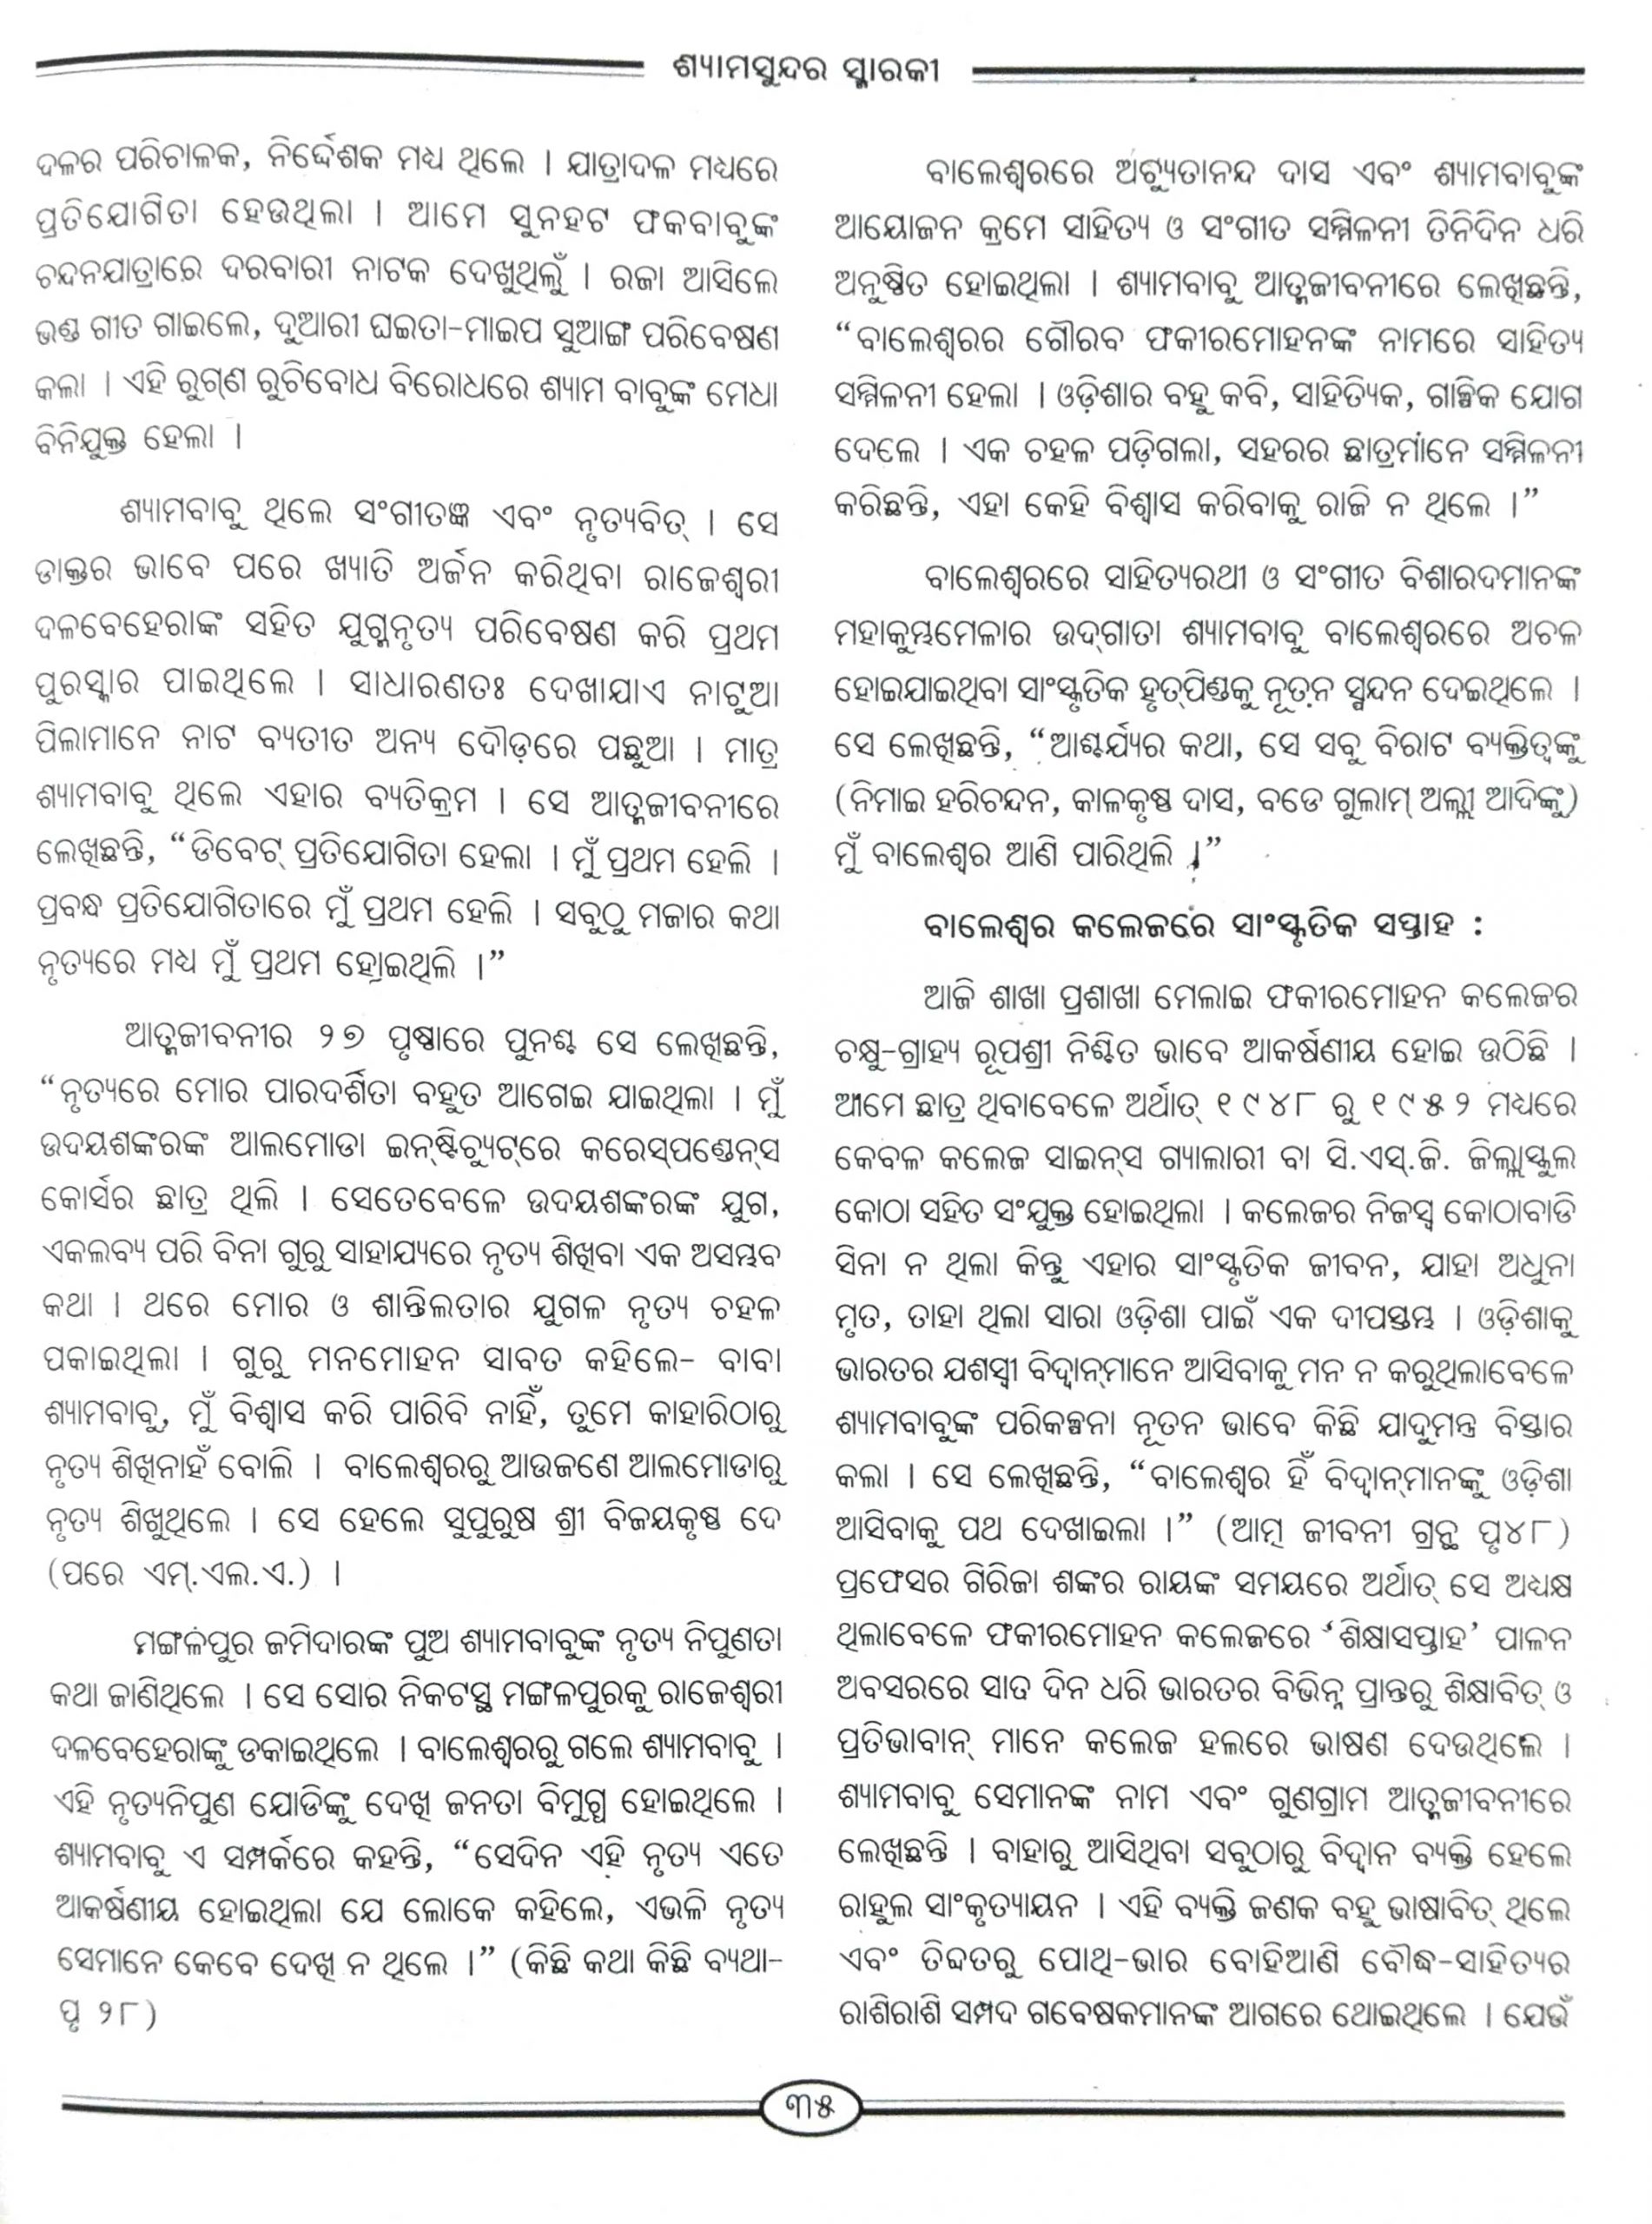 ଶ୍ୟାମସୁନ୍ଦର ସ୍ମାରକୀ
ଦଳର ପରିଚାଳକ, ନିର୍ଦ୍ଦେଶକ ମଧ୍ୟ ଥିଲେ । ଯାତ୍ରାଦଳ ମଧ୍ୟରେ
ପ୍ରତିଯୋଗିତା ହେଉଥିଲା । ଆମେ ସୁନହଟ ଫକବାବୁଙ୍କ
ଚନ୍ଦନଯାତ୍ରାରେ ଦରବାରୀ ନାଟକ ଦେଖୁଥିଲୁଁ । ରଜା ଆସିଲେ
ଭଣ୍ଡ ଗୀତ ଗାଇଲେ, ଦୁଆରୀ ଘଇତା-ମାଇପ ସୁଆଙ୍ଗ ପରିବେଷଣ
କଲା । ଏହି ରୁଗ୍‌ଣ ରୁଚିବୋଧ ବିରୋଧରେ ଶ୍ୟାମ ବାବୁଙ୍କ ମେଧା
ବିନିଯୁକ୍ତ ହେଲା ।
ଶ୍ୟାମବାବୁ ଥିଲେ ସଂଗୀତଜ୍ଞ ଏବଂ ନୃତ୍ୟବିତ୍ । ସେ
ଡାକ୍ତର ଭାବେ ପରେ ଖ୍ୟାତି ଅର୍ଜନ କରିଥିବା ରାଜେଶ୍ୱରୀ
ଦଳବେହେରାଙ୍କ ସହିତ ଯୁଗ୍ମନୃତ୍ୟ ପରିବେଷଣ କରି ପ୍ରଥମ
ପୁରସ୍କାର ପାଇଥିଲେ । ସାଧାରଣତଃ ଦେଖାଯାଏ ନାଟୁଆ
ପିଲାମାନେ ନାଟ ବ୍ୟତୀତ ଅନ୍ୟ ଦୌଡ଼ରେ ପଛୁଆ । ମାତ୍ର
ଶ୍ୟାମବାବୁ ଥିଲେ ଏହାର ବ୍ୟତିକ୍ରମ । ସେ ଆତ୍ମଜୀବନୀରେ
ଲେଖିଛନ୍ତି, “ଡିବେଟ୍ ପ୍ରତିଯୋଗିତା ହେଲା । ମୁଁ ପ୍ରଥମ ହେଲି ।
ପ୍ରବନ୍ଧ ପ୍ରତିଯୋଗିତାରେ ମୁଁ ପ୍ରଥମ ହେଲି । ସବୁଠୁ ମଜାର କଥା
ନୃତ୍ୟରେ ମଧ୍ୟ ମୁଁ ପ୍ରଥମ ହୋଇଥିଲି ।”
ଆତ୍ମଜୀବନୀର ୨୭ ପୃଷ୍ଠାରେ ପୁନଶ୍ଚ ସେ ଲେଖିଛନ୍ତି,
“ନୃତ୍ୟରେ ମୋର ପାରଦର୍ଶିତା ବହୁତ ଆଗେଇ ଯାଇଥିଲା । ମୁଁ
ଉଦୟଶଙ୍କରଙ୍କ ଆଲମୋଡା ଇନ୍‌ଷ୍ଟିଚ୍ୟୁଟ୍‌ରେ କରେସ୍‌ପଣ୍ଡେନ୍‌ସ
କୋର୍ସର ଛାତ୍ର ଥିଲି । ସେତେବେଳେ ଉଦୟଶଙ୍କରଙ୍କ ଯୁଗ,
ଏକଲବ୍ୟ ପରି ବିନା ଗୁରୁ ସାହାଯ୍ୟରେ ନୃତ୍ୟ ଶିଖିବା ଏକ ଅସମ୍ଭବ
କଥା । ଥରେ ମୋର ଓ ଶାନ୍ତିଲତାର ଯୁଗଳ ନୃତ୍ୟ ଚହଳ
ପକାଇଥିଲା । ଗୁରୁ ମନମୋହନ ସାବତ କହିଲେ- ବାବା
ଶ୍ୟାମବାବୁ, ମୁଁ ବିଶ୍ୱାସ କରି ପାରିବି ନାହିଁ, ତୁମେ କାହାରିଠାରୁ
ନୃତ୍ୟ ଶିଖିନାହଁ ବୋଲି । ବାଲେଶ୍ୱରରୁ ଆଉଜଣେ ଆଲମୋଡାରୁ
ନୃତ୍ୟ ଶିଖୁଥିଲେ । ସେ ହେଲେ ସୁପୁରୁଷ ଶ୍ରୀ ବିଜୟକୃଷ୍ଣ ଦେ
(ପରେ ଏମ୍.ଏଲ.ଏ.) ।
ମଙ୍ଗଳପୁର ଜମିଦାରଙ୍କ ପୁଅ ଶ୍ୟାମବାବୁଙ୍କ ନୃତ୍ୟ ନିପୁଣତା
କଥା ଜାଣିଥିଲେ । ସେ ସୋର ନିକଟସ୍ଥ ମଙ୍ଗଳପୁରକୁ ରାଜେଶ୍ୱରୀ
ଦଳବେହେରାଙ୍କୁ ଡକାଇଥିଲେ । ବାଲେଶ୍ୱରରୁ ଗଲେ ଶ୍ୟାମବାବୁ ।
ଏହି ନୃତ୍ୟନିପୁଣ ଯୋଡିଙ୍କୁ ଦେଖି ଜନତା ବିମୁଗ୍ଧ ହୋଇଥିଲେ ।
ଶ୍ୟାମବାବୁ ଏ ସମ୍ପର୍କରେ କହନ୍ତି, “ସେଦିନ ଏହି ନୃତ୍ୟ ଏତେ
ଆକର୍ଷଣୀୟ ହୋଇଥିଲା ଯେ ଲୋକେ କହିଲେ, ଏଭଳି ନୃତ୍ୟ
ସେମାନେ କେବେ ଦେଖି ନ ଥିଲେ ।” (କିଛି କଥା କିଛି ବ୍ୟଥା-
ପୃ ୨୮)
ବାଲେଶ୍ୱରରେ ଅଚ୍ୟୁତାନନ୍ଦ ଦାସ ଏବଂ ଶ୍ୟାମବାବୁଙ୍କ
ଆୟୋଜନ କ୍ରମେ ସାହିତ୍ୟ ଓ ସଂଗୀତ ସମ୍ମିଳନୀ ତିନିଦିନ ଧରି
ଅନୁଷ୍ଠିତ ହୋଇଥିଲା । ଶ୍ୟାମବାବୁ ଆତ୍ମଜୀବନୀରେ ଲେଖିଛନ୍ତି,
“ବାଲେଶ୍ୱରର ଗୌରବ ଫକୀରମୋହନଙ୍କ ନାମରେ ସାହିତ୍ୟ
ସମ୍ମିଳନୀ ହେଲା । ଓଡ଼ିଶାର ବହୁ କବି, ସାହିତ୍ୟିକ, ଗାଳ୍ପିକ ଯୋଗ
ଦେଲେ । ଏକ ଚହଳ ପଡ଼ିଗଲା, ସହରର ଛାତ୍ରମାନେ ସମ୍ମିଳନୀ
କରିଛନ୍ତି, ଏହା କେହି ବିଶ୍ୱାସ କରିବାକୁ ରାଜି ନ ଥିଲେ ।”
ବାଲେଶ୍ୱରରେ ସାହିତ୍ୟରଥୀ ଓ ସଂଗୀତ ବିଶାରଦମାନଙ୍କ
ମହାକୁମ୍ଭମେଳାର ଉଦ୍‌ଗାତା ଶ୍ୟାମବାବୁ ବାଲେଶ୍ୱରରେ ଅଚଳ
ହୋଇଯାଇଥିବା ସାଂସ୍କୃତିକ ହୃତ୍‌ପିଣ୍ଡକୁ ନୂତନ ସ୍ପନ୍ଦନ ଦେଇଥିଲେ ।
ସେ ଲେଖିଛନ୍ତି, “ଆଶ୍ଚର୍ଯ୍ୟର କଥା, ସେ ସବୁ ବିରାଟ ବ୍ୟକ୍ତିତ୍ୱଙ୍କୁ
(ନିମାଇ ହରିଚନ୍ଦନ, କାଳକୃଷ୍ଣ ଦାସ, ବଡେ ଗୁଲାମ୍ ଅଲ୍ଲୀ ଆଦିଙ୍କୁ)
ମୁଁ ବାଲେଶ୍ୱର ଆଣି ପାରିଥିଲି ।”
ବାଲେଶ୍ୱର କଲେଜରେ ସାଂସ୍କୃତିକ ସପ୍ତାହ :
ଆଜି ଶାଖା ପ୍ରଶାଖା ମେଲାଇ ଫକୀରମୋହନ କଲେଜର
ଚକ୍ଷୁ-ଗ୍ରାହ୍ୟ ରୂପଶ୍ରୀ ନିଶ୍ଚିତ ଭାବେ ଆକର୍ଷଣୀୟ ହୋଇ ଉଠିଛି ।
ଆମେ ଛାତ୍ର ଥିବାବେଳେ ଅର୍ଥାତ୍ ୧୯୪୮ ରୁ ୧୯୫୨ ମଧ୍ୟରେ
କେବଳ କଲେଜ ସାଇନ୍‌ସ ଗ୍ୟାଲାରୀ ବା ସି.ଏସ୍.ଜି. ଜିଲ୍ଲାସ୍କୁଲ
କୋଠା ସହିତ ସଂଯୁକ୍ତ ହୋଇଥିଲା । କଲେଜର ନିଜସ୍ୱ କୋଠାବାଡି
ସିନା ନ ଥିଲା କିନ୍ତୁ ଏହାର ସାଂସ୍କୃତିକ ଜୀବନ, ଯାହା ଅଧୁନା
ମୃତ, ତାହା ଥିଲା ସାରା ଓଡ଼ିଶା ପାଇଁ ଏକ ଦୀପସ୍ତମ୍ଭ । ଓଡ଼ିଶାକୁ
ଭାରତର ଯଶସ୍ୱୀ ବିଦ୍ୱାନ୍‌ମାନେ ଆସିବାକୁ ମନ ନ କରୁଥିଲାବେଳେ
ଶ୍ୟାମବାବୁଙ୍କ ପରିକଳ୍ପନା ନୂତନ ଭାବେ କିଛି ଯାଦୁମନ୍ତ୍ର ବିସ୍ତାର
କଲା । ସେ ଲେଖିଛନ୍ତି, “ବାଲେଶ୍ୱର ହିଁ ବିଦ୍ୱାନ୍‌ମାନଙ୍କୁ ଓଡ଼ିଶା
ଆସିବାକୁ ପଥ ଦେଖାଇଲା ।” (ଆତ୍ମ ଜୀବନୀ ଗ୍ରନ୍ଥ ପୃ୪୮)
ପ୍ରଫେସର ଗିରିଜା ଶଙ୍କର ରାୟଙ୍କ ସମୟରେ ଅର୍ଥାତ୍ ସେ ଅଧ୍ୟକ୍ଷ
ଥିଲାବେଳେ ଫକୀରମୋହନ କଲେଜରେ ‘ଶିକ୍ଷାସପ୍ତାହ’ ପାଳନ
ଅବସରରେ ସାତ ଦିନ ଧରି ଭାରତର ବିଭିନ୍ନ ପ୍ରାନ୍ତରୁ ଶିକ୍ଷାବିତ୍ ଓ
ପ୍ରତିଭାବାନ୍ ମାନେ କଲେଜ ହଲରେ ଭାଷଣ ଦେଉଥିଲେ ।
ଶ୍ୟାମବାବୁ ସେମାନଙ୍କ ନାମ ଏବଂ ଗୁଣଗ୍ରାମ ଆତ୍ମଜୀବନୀରେ
ଲେଖିଛନ୍ତି । ବାହାରୁ ଆସିଥିବା ସବୁଠାରୁ ବିଦ୍ୱାନ ବ୍ୟକ୍ତି ହେଲେ
ରାହୁଲ ସାଂକୃତ୍ୟାୟନ । ଏହି ବ୍ୟକ୍ତି ଜଣକ ବହୁ ଭାଷାବିତ୍ ଥିଲେ
ଏବଂ ତିବ୍ବତରୁ ପୋଥି-ଭାର ବୋହିଆଣି ବୌଦ୍ଧ-ସାହିତ୍ୟର
ରାଶିରାଶି ସମ୍ପଦ ଗବେଷକମାନଙ୍କ ଆଗରେ ଥୋଇଥିଲେ । ଯେଉଁ
୩୫